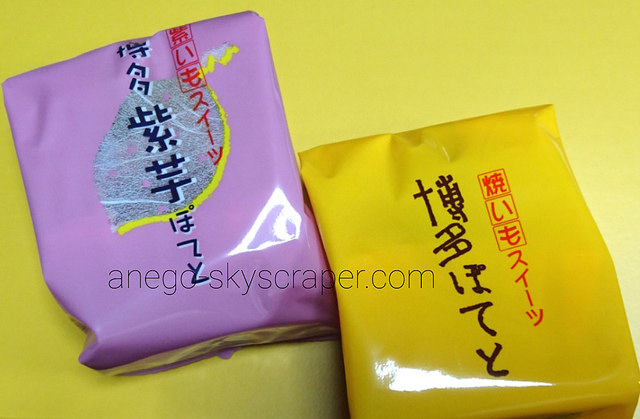 紫いもスイーツ
博多
紫芋
ぽてと
焼いもスイーツ
博多ぽてと
anego-skyscraper.com